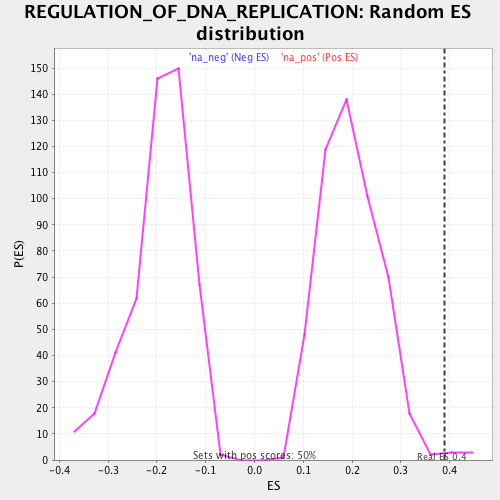 REGULATION_OF_DNA_REPLICATION: Random ES
distribution
'na_neg' (Neg ES) 'na_pos' (Pos ES)
150
140
130
120
110
100
90
80
70
60
50
40
30
20
10
0
P(ES)
Sets with pos scores: 50%
Real ES 0.4
-0.4 -0.3 -0.2 -0.1 0.0 0.1 0.2 0.3 0.4
ES